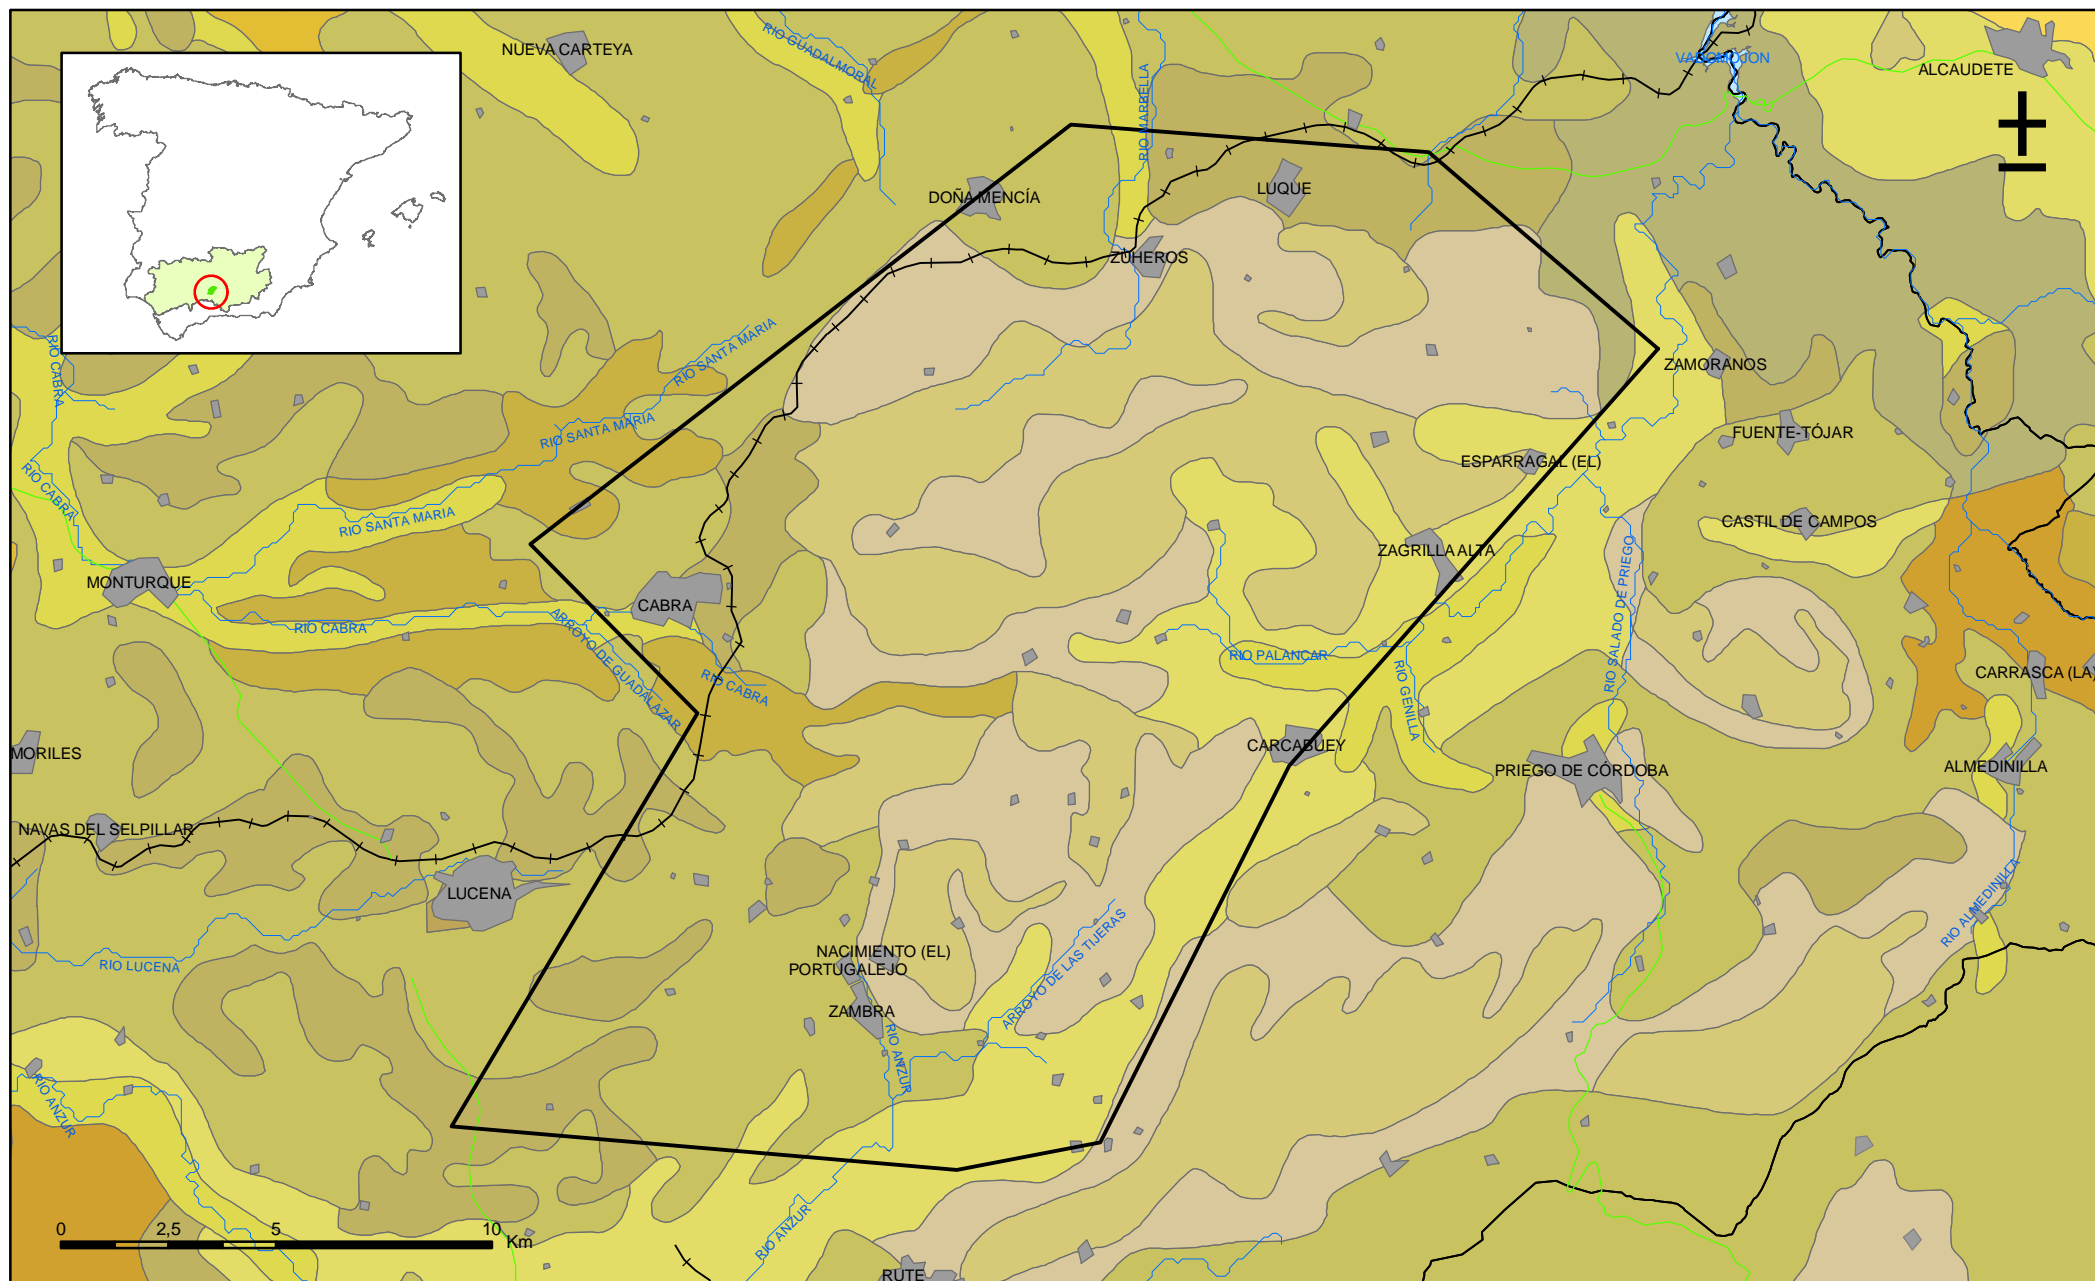 NUEVA CARTEYA
RIO GUADALMORAL
VADOMOJON
ALCAUDETE
RIO MARBELLA
DOÑA MENCÍA
LUQUE
ZUHEROS
RIO CABRA
RIO SANTA MARIA
ZAMORANOS
RIO SANTA MARIA
FUENTE-TÓJAR
RIO CABRA
ESPARRAGAL (EL)
RIO SANTA MARIA
CASTIL DE CAMPOS
ZAGRILLA ALTA
MONTURQUE
CABRA
RIO CABRA
ARROYO DE GUADALAZAR
RIO SALADO DE PRIEGO
RIO PALANCAR
CARRASCA (LA)
RIO CABRA
RIO GENILLA
MORILES
CARCABUEY
PRIEGO DE CÓRDOBA
ALMEDINILLA
NAVAS DEL SELPILLAR
LUCENA
RIO ALMEDINILLA
NACIMIENTO (EL)
RIO LUCENA
PORTUGALEJO
ARROYO DE LAS TIJERAS
ZAMBRA
RIO ANZUR
RIO ANZUR
RIO ANZUR
0 2,5 5 10
Km
RUTE